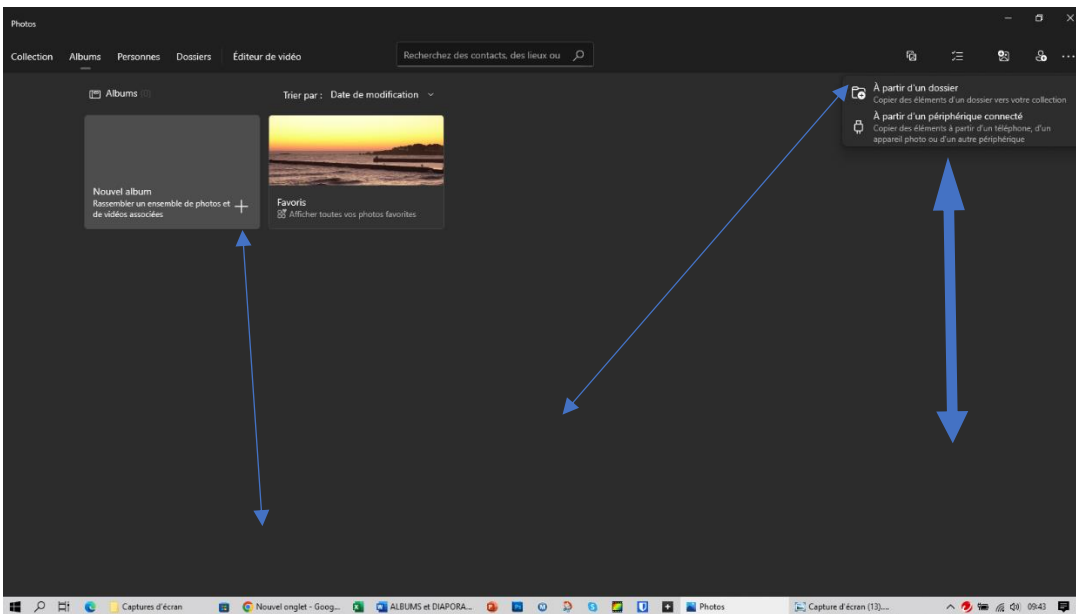 Photos
Collection Albums Personnes Dossiers Éditeur de vidéo
Recherchez des contacts, des lieux ou
Albums (0)
Trier par : Date de modification
À partir d'un dossier
Copier des éléments d'un dossier vers votre collection
À partir d'un périphérique connecté
Copier des éléments à partir d'un téléphone, d'un
appareil photo ou d'un autre périphérique
Nouvel album
Rassembler un ensemble de photos et
de vidéos associées
Favoris
Afficher toutes vos photos favorites
Captures d'écran
Nouvel onglet - Goog...
ALBUMS et DIAPORA...
Photos
Capture d'écran (13)....
09:43